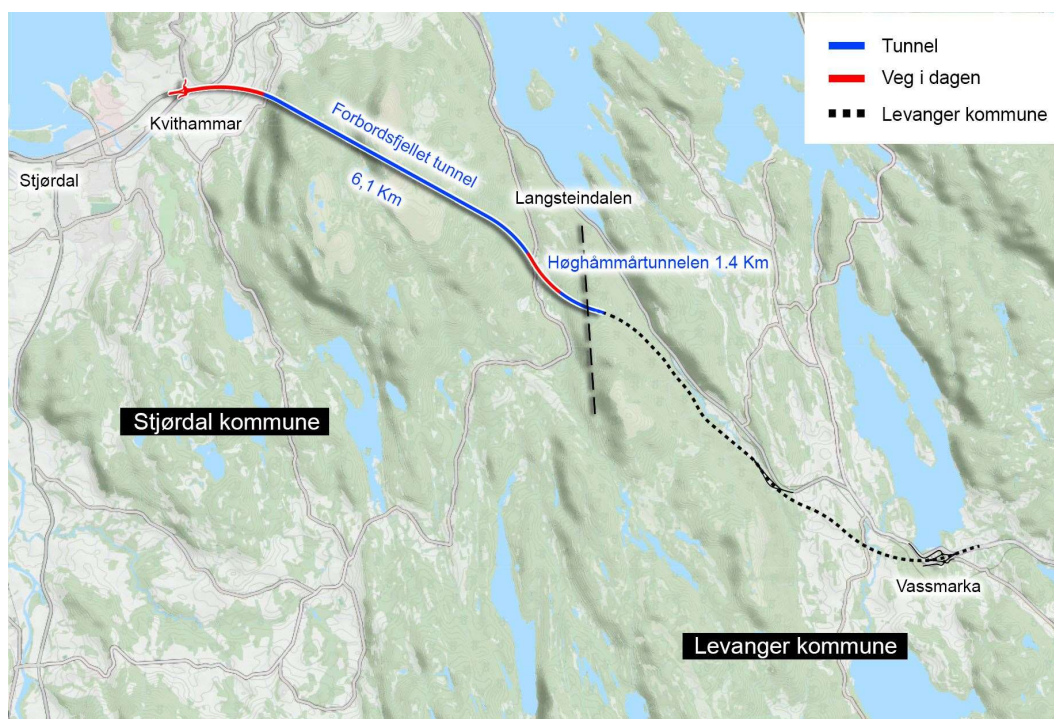 Tunnel
Veg i dagen
Levanger kommune
Kvithammar
Stjørdal
Forbordsfjellet tunnel
6,1 Km
Langsteindalen
Høghåmmårtunnelen 1.4 Km
Stjørdal kommune
Vassmarka
Levanger kommune